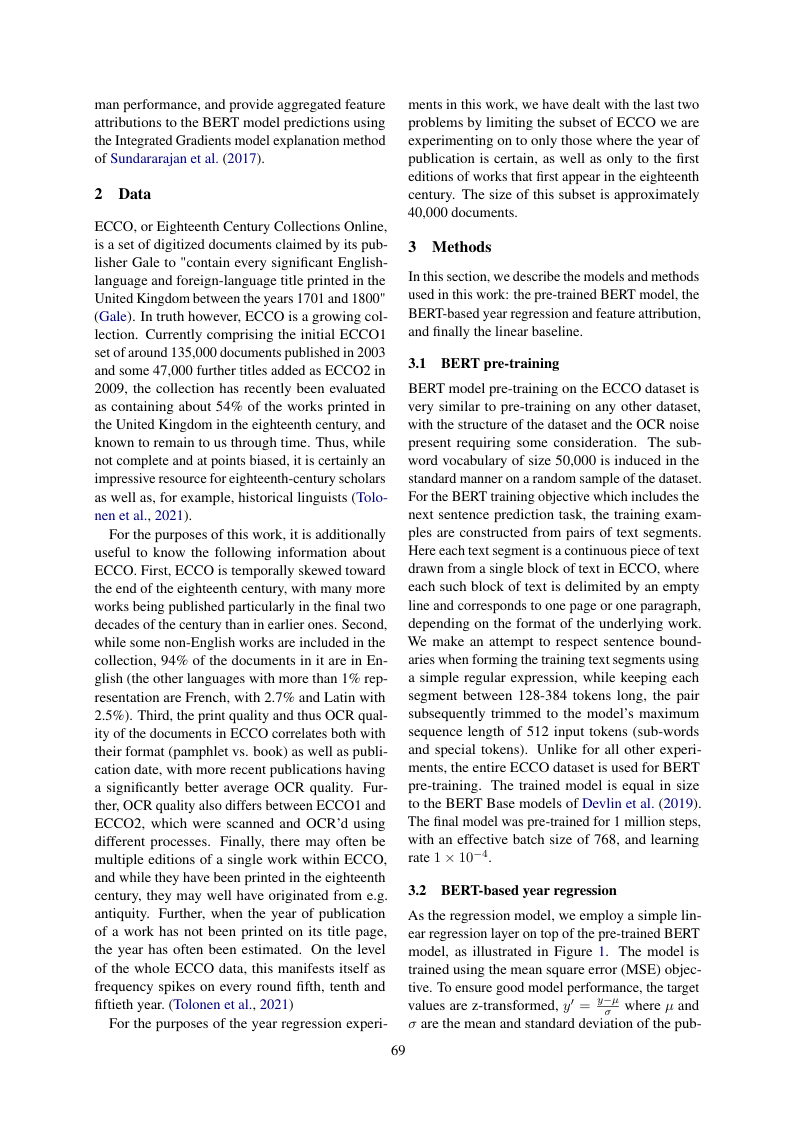 man performance, and provide aggregated feature
attributions to the BERT model predictions using
the Integrated Gradients model explanation method
of Sundararajan et al. (2017).
2 Data
ECCO, or Eighteenth Century Collections Online,
is a set of digitized documents claimed by its pub-
lisher Gale to "contain every significant English-
language and foreign-language title printed in the
United Kingdom between the years 1701 and 1800"
(Gale). In truth however, ECCO is a growing col-
lection. Currently comprising the initial ECCO1
set of around 135,000 documents published in 2003
and some 47,000 further titles added as ECCO2 in
2009, the collection has recently been evaluated
as containing about 54% of the works printed in
the United Kingdom in the eighteenth century, and
known to remain to us through time. Thus, while
not complete and at points biased, it is certainly an
impressive resource for eighteenth-century scholars
as well as, for example, historical linguists (Tolo-
nen et al., 2021).
For the purposes of this work, it is additionally
useful to know the following information about
ECCO. First, ECCO is temporally skewed toward
the end of the eighteenth century, with many more
works being published particularly in the final two
decades of the century than in earlier ones. Second,
while some non-English works are included in the
collection, 94% of the documents in it are in En-
glish (the other languages with more than 1% rep-
resentation are French, with 2.7% and Latin with
2.5%). Third, the print quality and thus OCR qual-
ity of the documents in ECCO correlates both with
their format (pamphlet vs. book) as well as publi-
cation date, with more recent publications having
a significantly better average OCR quality. Fur-
ther, OCR quality also differs between ECCO1 and
ECCO2, which were scanned and OCR'd using
different processes. Finally, there may often be
multiple editions of a single work within ECCO,
and while they have been printed in the eighteenth
century, they may well have originated from e.g.
antiquity. Further, when the year of publication
of a work has not been printed on its title page,
the year has often been estimated. On the level
of the whole ECCO data, this manifests itself as
frequency spikes on every round fifth, tenth and
fiftieth year. (Tolonen et al., 2021)
For the purposes of the year regression experi-
ments in this work, we have dealt with the last two
problems by limiting the subset of ECCO we are
experimenting on to only those where the year of
publication is certain, as well as only to the first
editions of works that first appear in the eighteenth
century. The size of this subset is approximately
40,000 documents.
3 Methods
In this section, we describe the models and methods
used in this work: the pre-trained BERT model, the
BERT-based year regression and feature attribution,
and finally the linear baseline.
3.1 BERT pre-training
BERT model pre-training on the ECCO dataset is
very similar to pre-training on any other dataset,
with the structure of the dataset and the OCR noise
present requiring some consideration. The sub-
word vocabulary of size 50,000 is induced in the
standard manner on a random sample of the dataset.
For the BERT training objective which includes the
next sentence prediction task, the training exam-
ples are constructed from pairs of text segments.
Here each text segment is a continuous piece of text
drawn from a single block of text in ECCO, where
each such block of text is delimited by an empty
line and corresponds to one page or one paragraph,
depending on the format of the underlying work.
We make an attempt to respect sentence bound-
aries when forming the training text segments using
a simple regular expression, while keeping each
segment between 128-384 tokens long, the pair
subsequently trimmed to the model's maximum
sequence length of 512 input tokens (sub-words
and special tokens). Unlike for all other experi-
ments, the entire ECCO dataset is used for BERT
pre-training. The trained model is equal in size
to the BERT Base models of Devlin et al. (2019).
The final model was pre-trained for 1 million steps,
with an effective batch size of 768, and learning
rate 1 × 10⁻⁴.
3.2 BERT-based year regression
As the regression model, we employ a simple lin-
ear regression layer on top of the pre-trained BERT
model, as illustrated in Figure 1. The model is
trained using the mean square error (MSE) objec-
tive. To ensure good model performance, the target
values are z-transformed, y′ = (y−μ)/σ where μ and
σ are the mean and standard deviation of the pub-
69